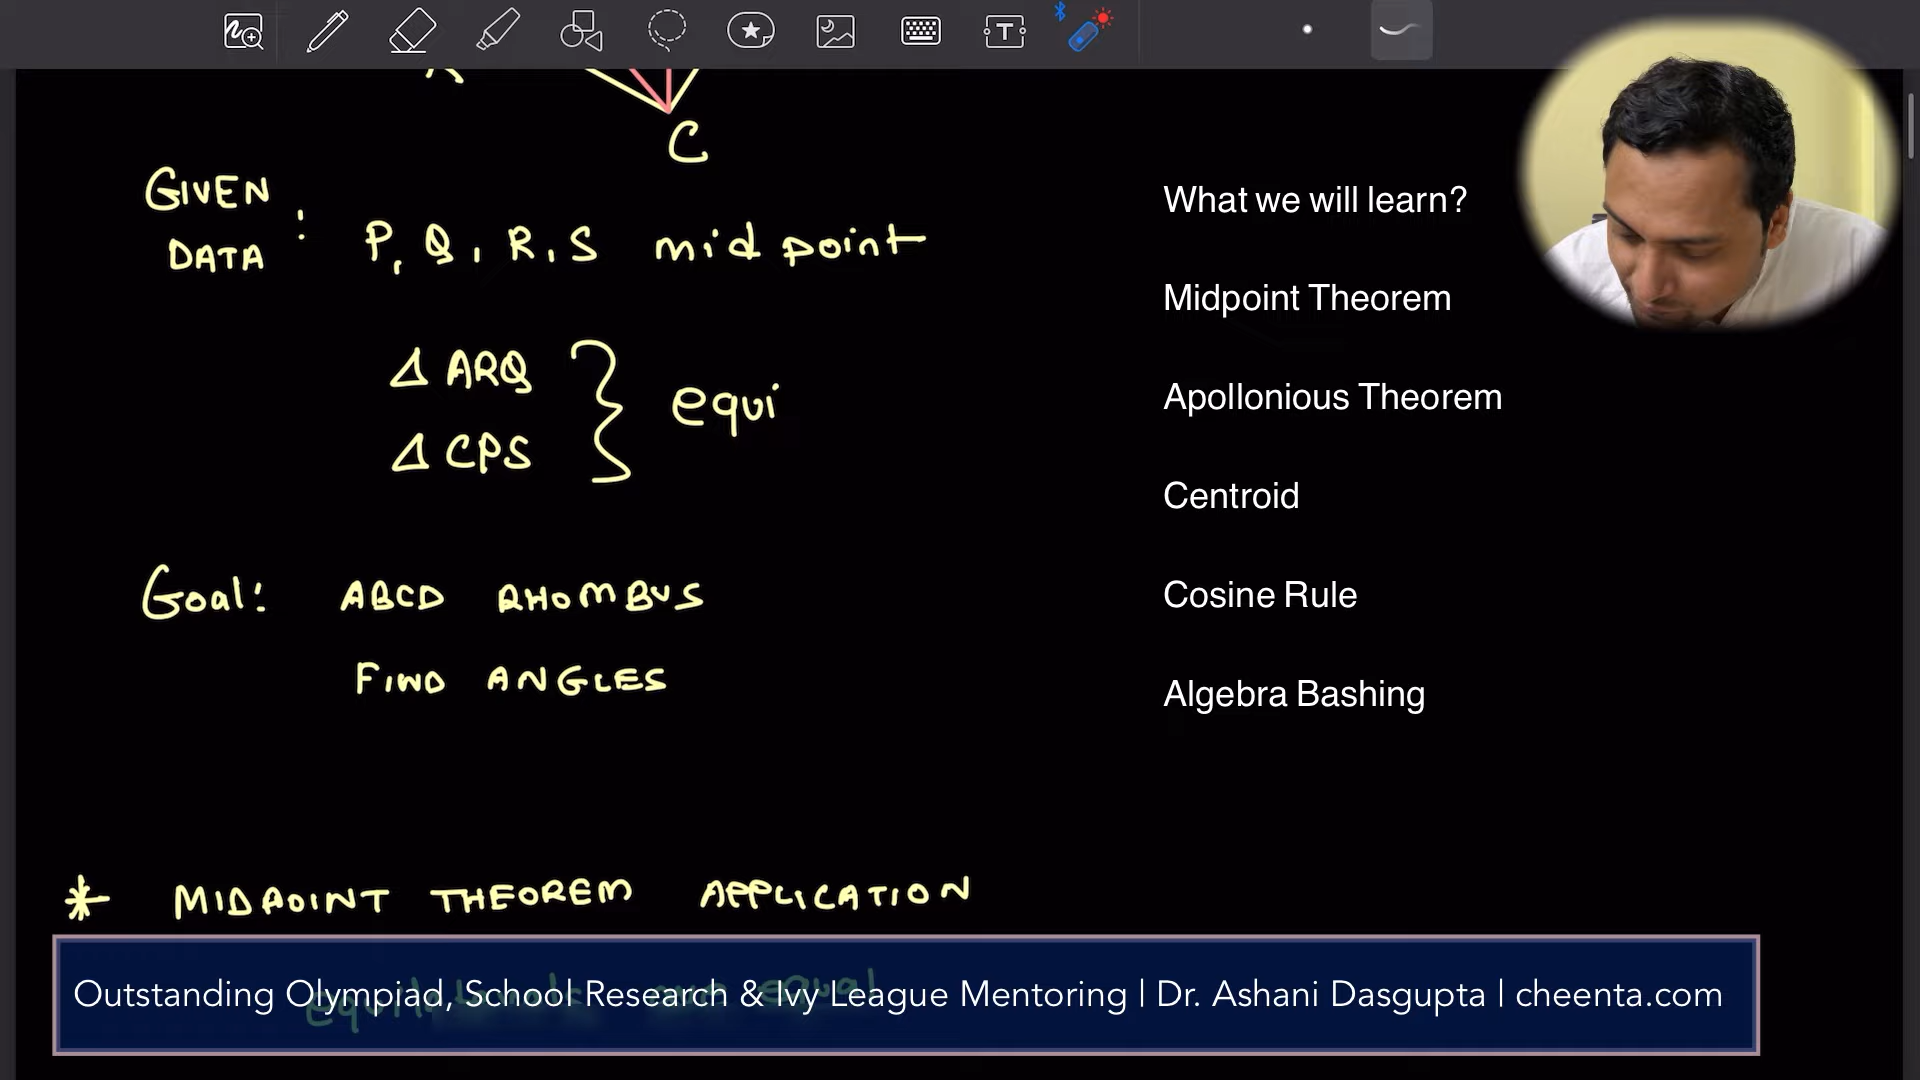 C
GIVEN
DATA : P, Q, R, S mid point
Δ ARQ
Δ CPS } equi
Goal: ABCD RHOMBUS
FIND ANGLES
* MIDPOINT THEOREM APPLICATION
What we will learn?
Midpoint Theorem
Apollonious Theorem
Centroid
Cosine Rule
Algebra Bashing
Outstanding Olympiad, School Research & Ivy League Mentoring | Dr. Ashani Dasgupta | cheenta.com